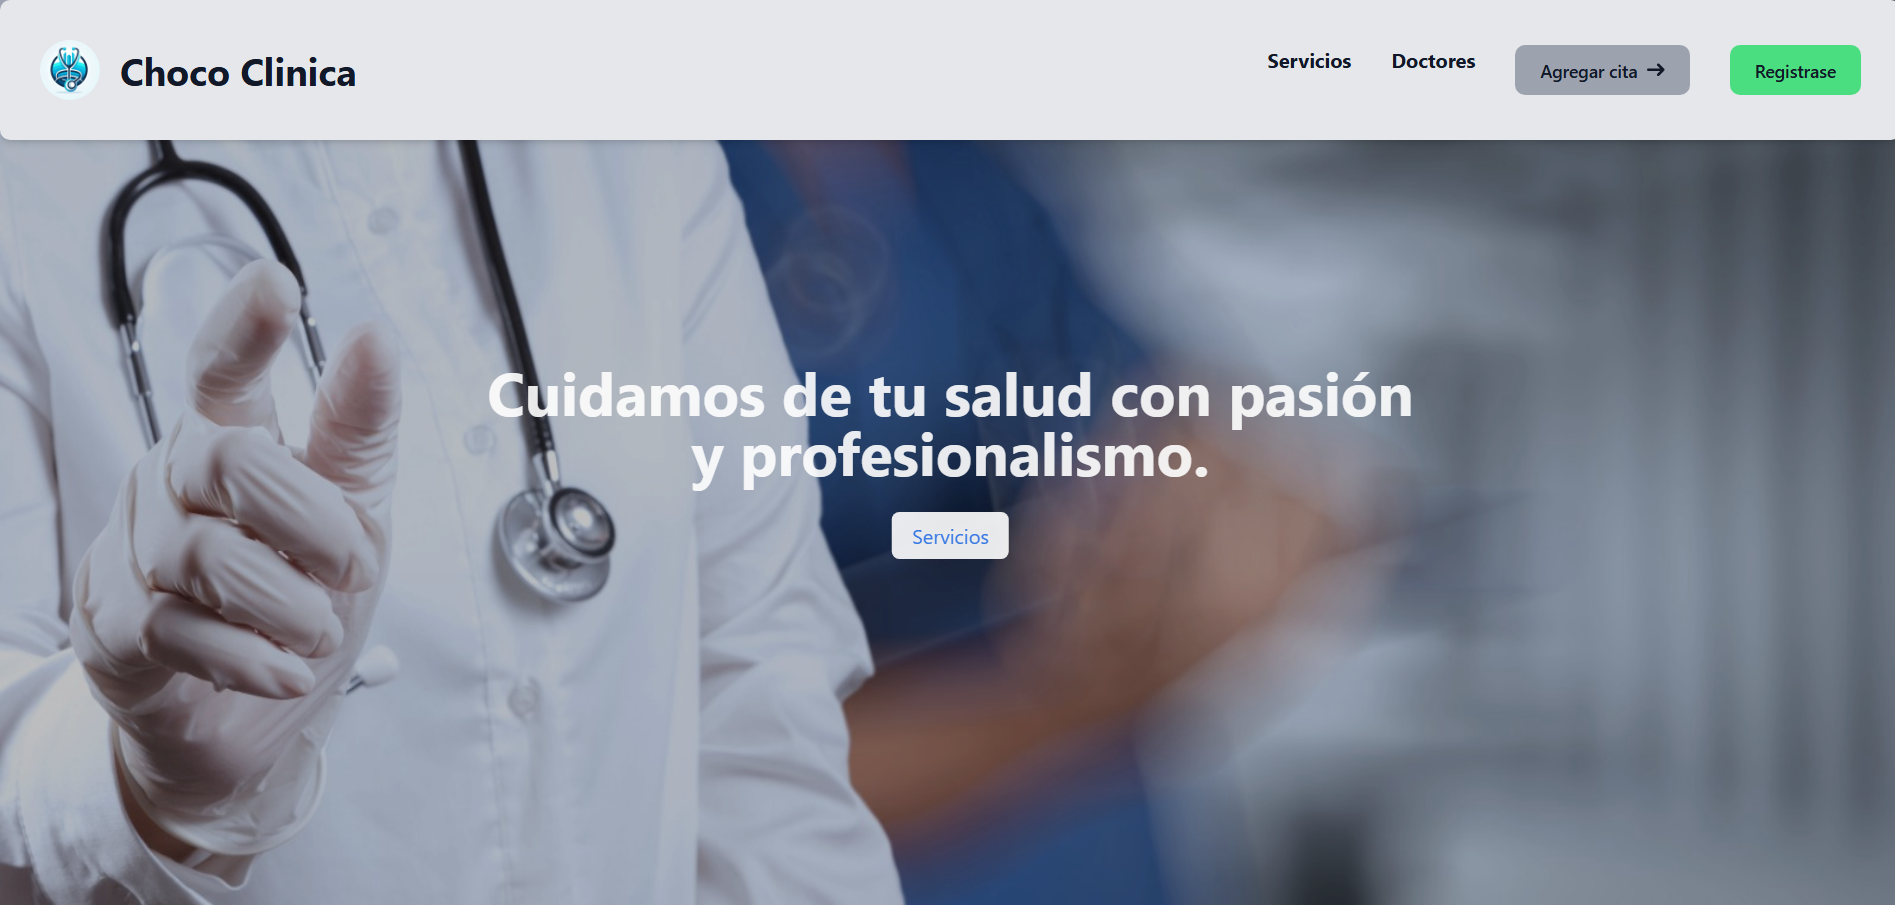 Choco Clinica
Servicios
Doctores
Agregar cita →
Registrase
Cuidamos de tu salud con pasión
y profesionalismo.
Servicios